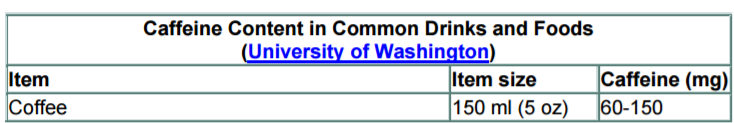 Caffeine Content in Common Drinks and Foods
(University of Washington)
Item Item size Caffeine (mg)
Coffee 150 ml (5 oz) 60-150